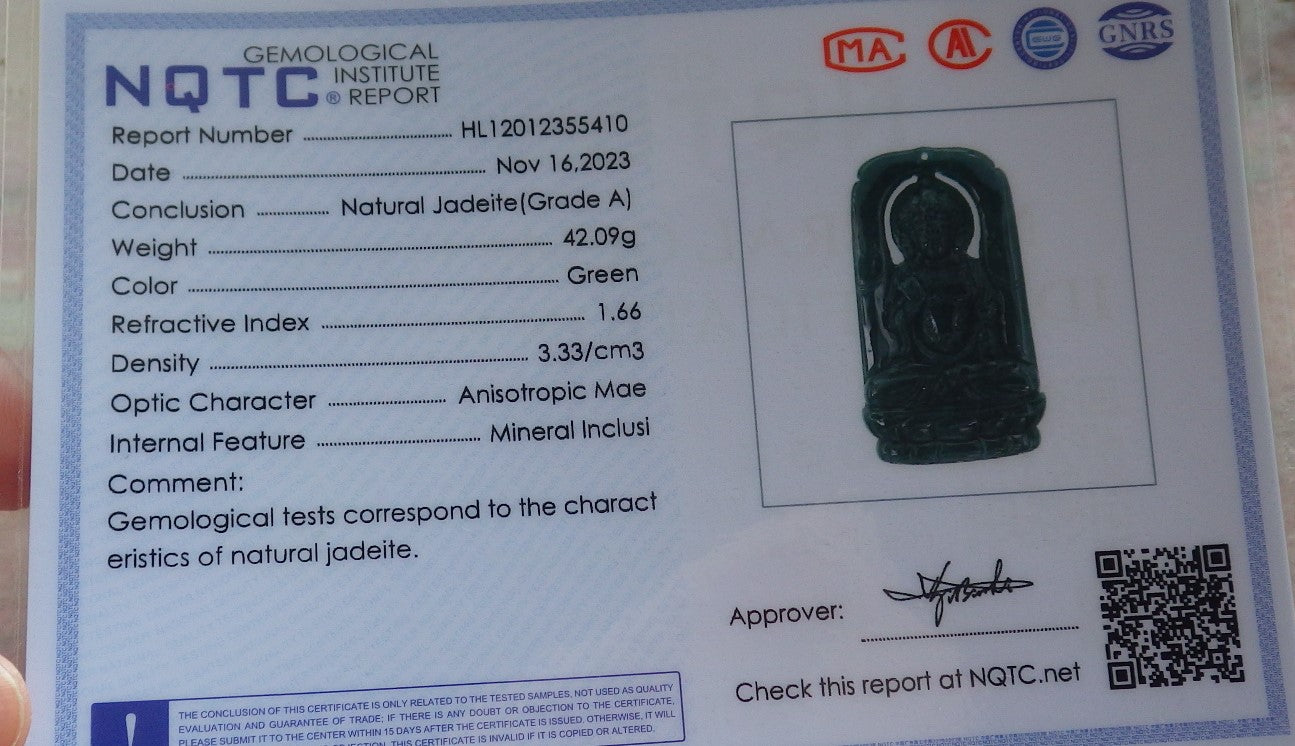 GEMOLOGICAL
NQTC® INSTITUTE
REPORT
Report Number ........ HL12012355410
Date ........ Nov 16,2023
Conclusion ........ Natural Jadeite(Grade A)
Weight ........ 42.09g
Color ........ Green
Refractive Index ........ 1.66
Density ........ 3.33/cm3
Optic Character ........ Anisotropic Mae
Internal Feature ........ Mineral Inclusi
Comment:
Gemological tests correspond to the charact
eristics of natural jadeite.
! THE CONCLUSION OF THIS CERTIFICATE IS ONLY RELATED TO THE TESTED SAMPLES, NOT USED AS QUALITY
EVALUATION AND GUARANTEE OF TRADE; IF THERE IS ANY DOUBT OR OBJECTION TO THE CERTIFICATE,
PLEASE SUBMIT IT TO THE CENTER WITHIN 15 DAYS AFTER THE CERTIFICATE IS ISSUED. OTHERWISE, IT WILL
THIS CERTIFICATE IS INVALID IF IT IS COPIED OR ALTERED.
MA
GNRS
Approver:
Check this report at NQTC.net